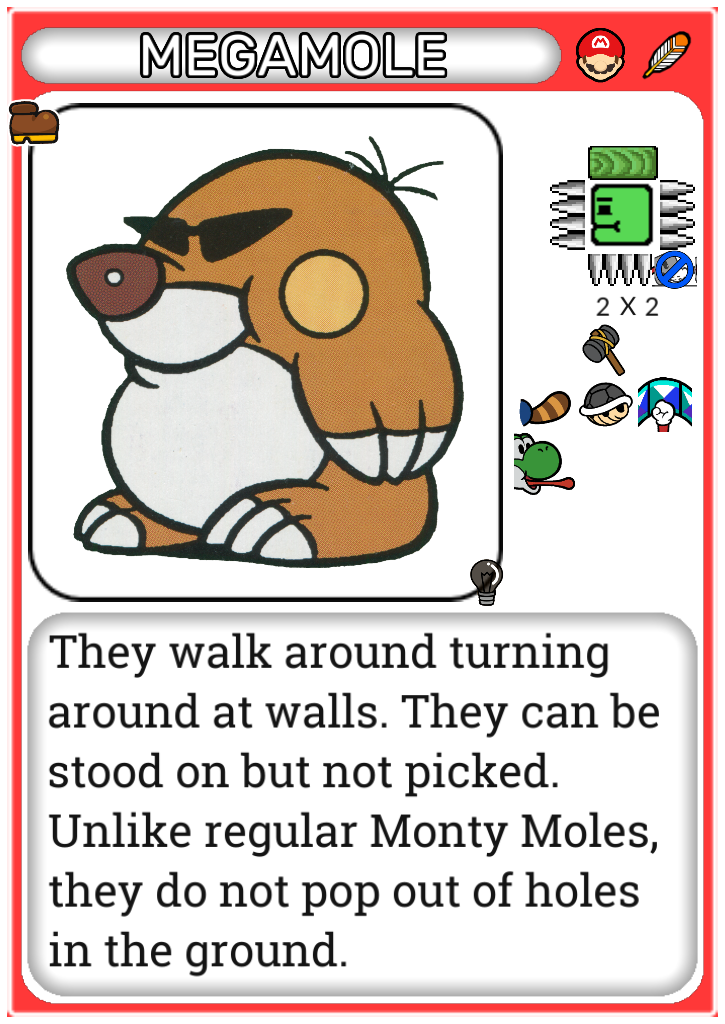 MEGAMOLE
2 X 2
They walk around turning
around at walls. They can be
stood on but not picked.
Unlike regular Monty Moles,
they do not pop out of holes
in the ground.